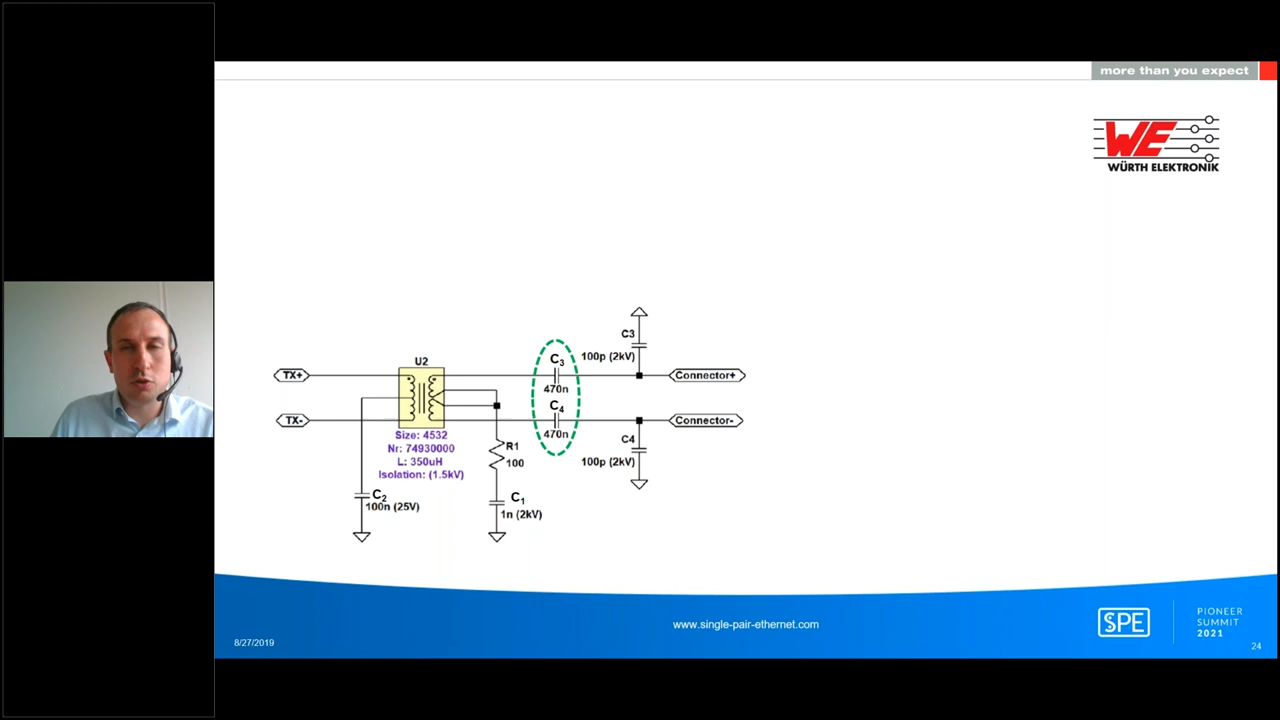 more than you expect
WE
WÜRTH ELEKTRONIK
C3
100p (2kV)
U2
TX+
C3
470n
Connector+
C4
470n
TX-
Connector-
Size: 4532
Nr: 74930000
L: 350uH
Isolation: (1.5kV)
R1
100
C4
100p (2kV)
C2
100n (25V)
C1
1n (2kV)
www.single-pair-ethernet.com
SPE
PIONEER
SUMMIT
2021
8/27/2019
24